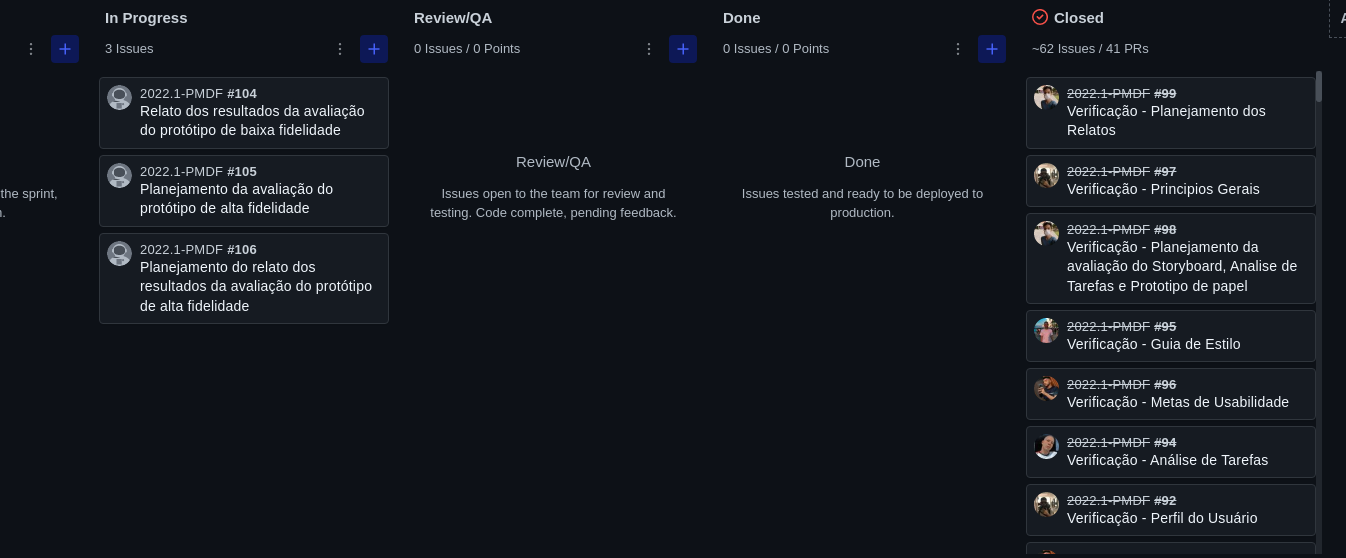 In Progress
3 Issues
the sprint,
2022.1-PMDF #104
Relato dos resultados da avaliação
do protótipo de baixa fidelidade
2022.1-PMDF #105
Planejamento da avaliação do
protótipo de alta fidelidade
2022.1-PMDF #106
Planejamento do relato dos
resultados da avaliação do protótipo
de alta fidelidade
Review/QA
0 Issues / 0 Points
Review/QA
Issues open to the team for review and
testing. Code complete, pending feedback.
Done
0 Issues / 0 Points
Done
Issues tested and ready to be deployed to
production.
Closed
~62 Issues / 41 PRs
2022.1-PMDF #99
Verificação - Planejamento dos
Relatos
2022.1-PMDF #97
Verificação - Principios Gerais
2022.1-PMDF #98
Verificação - Planejamento da
avaliação do Storyboard, Analise de
Tarefas e Prototipo de papel
2022.1-PMDF #95
Verificação - Guia de Estilo
2022.1-PMDF #96
Verificação - Metas de Usabilidade
2022.1-PMDF #94
Verificação - Análise de Tarefas
2022.1-PMDF #92
Verificação - Perfil do Usuário